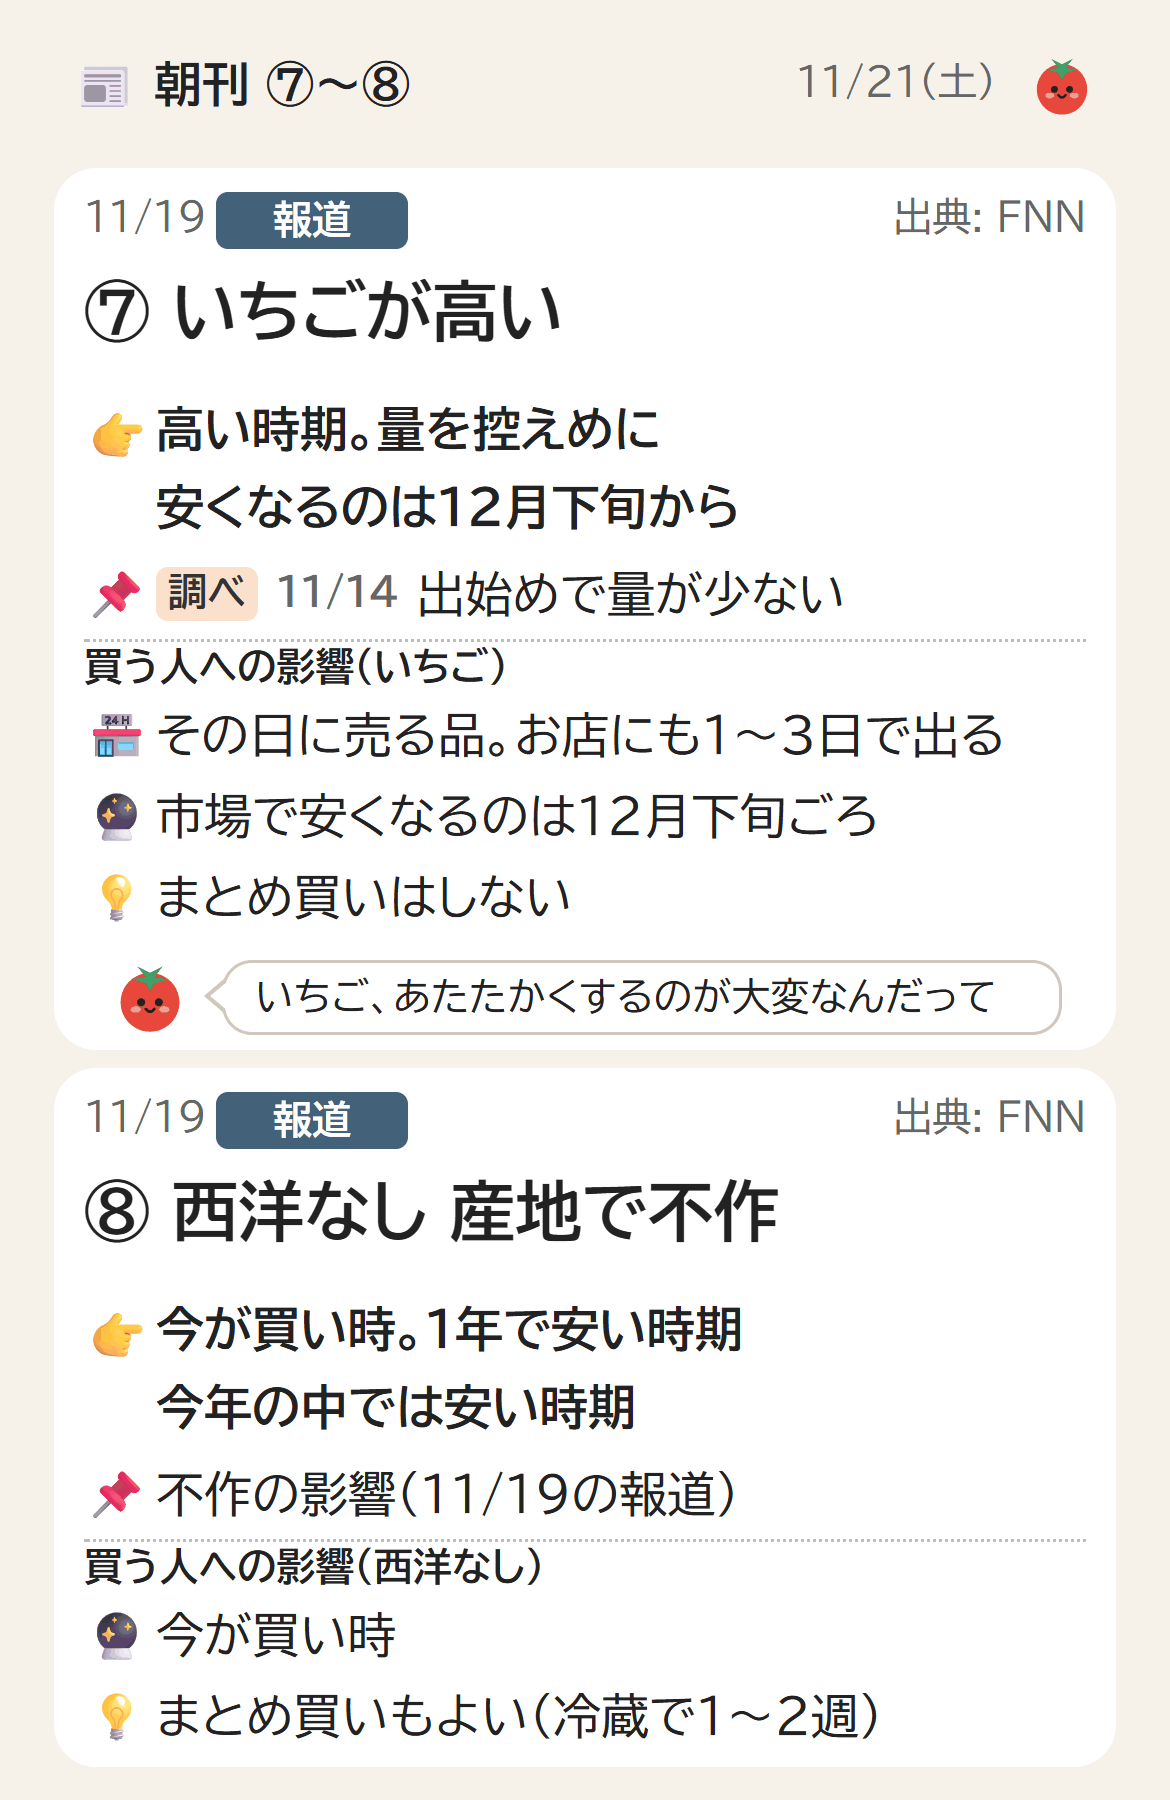 朝刊 ⑦〜⑧ 11/21(土)
11/19 報道 出典: FNN
⑦ いちごが高い
高い時期。量を控えめに
安くなるのは12月下旬から
調べ 11/14 出始めで量が少ない
買う人への影響(いちご)
24H
その日に売る品。お店にも1〜3日で出る
市場で安くなるのは12月下旬ごろ
まとめ買いはしない
いちご、あたたかくするのが大変なんだって
11/19 報道 出典: FNN
⑧ 西洋なし 産地で不作
今が買い時。1年で安い時期
今年の中では安い時期
不作の影響(11/19の報道)
買う人への影響(西洋なし)
今が買い時
まとめ買いもよい(冷蔵で1〜2週)